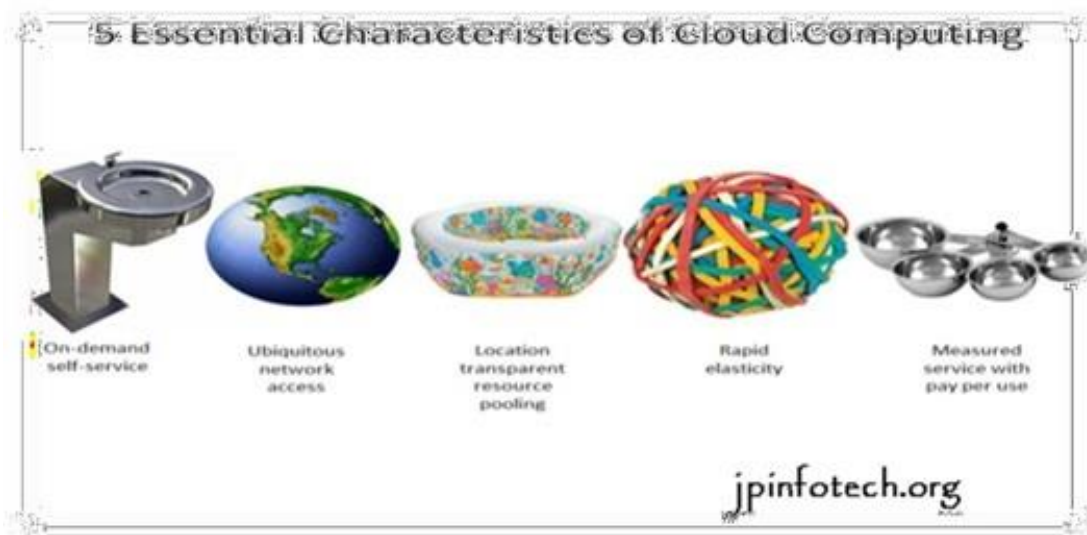 5 Essential Characteristics of Cloud Computing
On-demand
self-service
Ubiquitous
network
access
Location
transparent
resource
pooling
Rapid
elasticity
Measured
service with
pay per use
jpinfotech.org